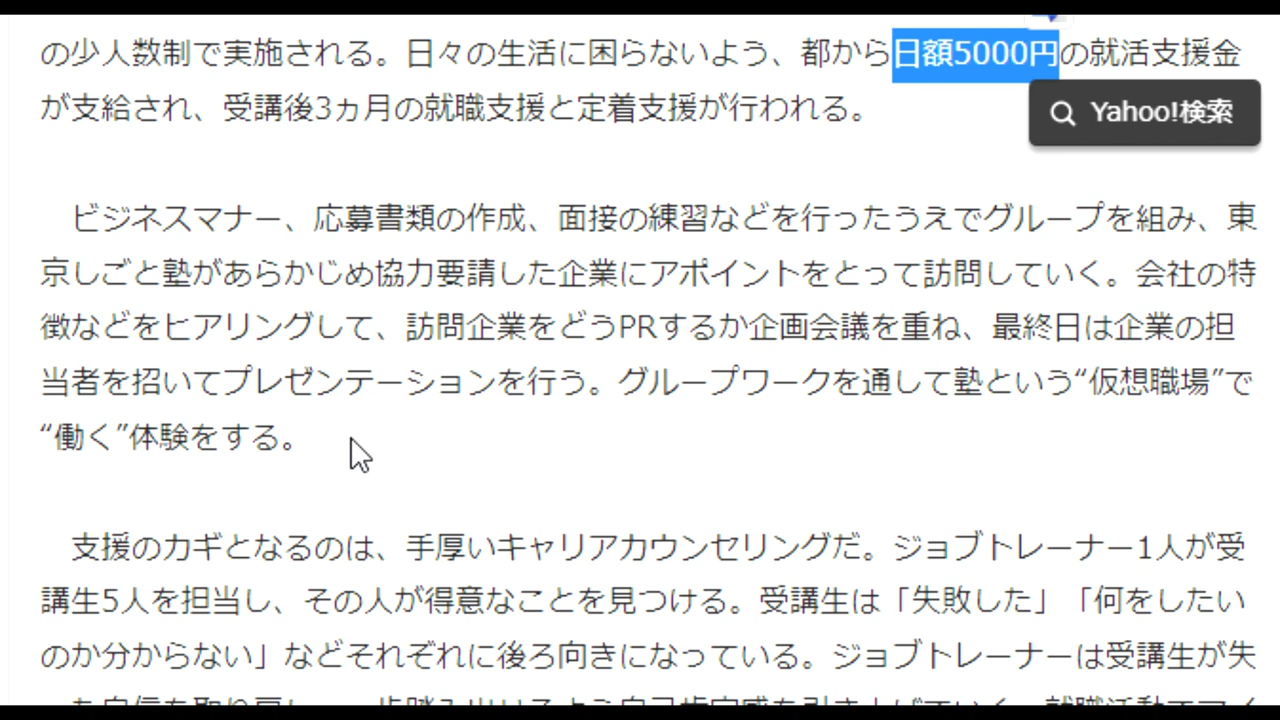 の少人数制で実施される。日々の生活に困らないよう、都から日額5000円の就活支援金
が支給され、受講後3ヵ月の就職支援と定着支援が行われる。
Yahoo!検索
ビジネスマナー、応募書類の作成、面接の練習などを行ったうえでグループを組み、東
京しごと塾があらかじめ協力要請した企業にアポイントをとって訪問していく。会社の特
徴などをヒアリングして、訪問企業をどうPRするか企画会議を重ね、最終日は企業の担
当者を招いてプレゼンテーションを行う。グループワークを通して塾という“仮想職場”で
“働く”体験をする。
支援のカギとなるのは、手厚いキャリアカウンセリングだ。ジョブトレーナー1人が受
講生5人を担当し、その人が得意なことを見つける。受講生は「失敗した」「何をしたい
のか分からない」などそれぞれに後ろ向きになっている。ジョブトレーナーは受講生が失